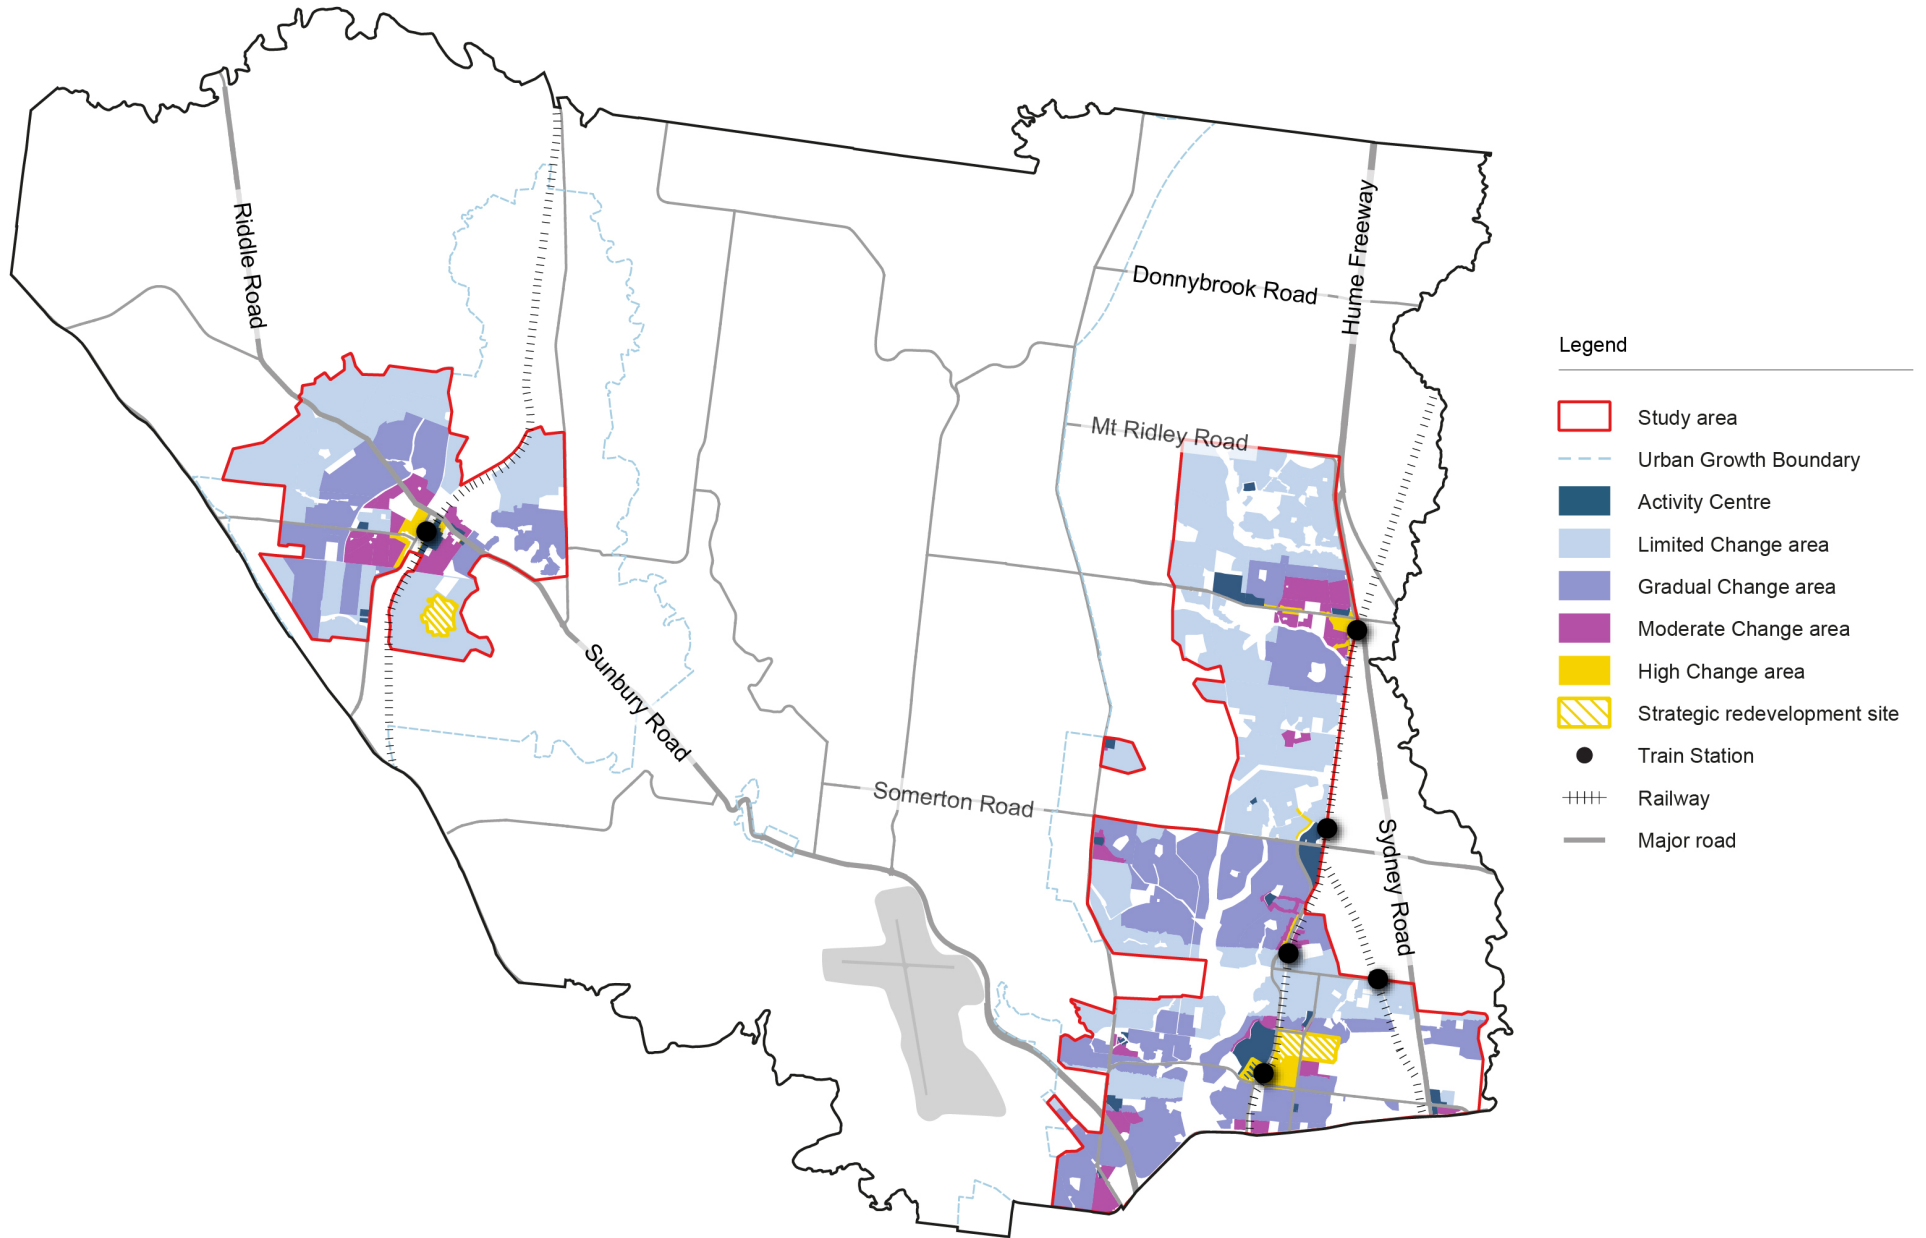 Riddle Road
Hume Freeway
Donnybrook Road
Mt Ridley Road
Sunbury Road
Somerton Road
Sydney Road
Legend
Study area
Urban Growth Boundary
Activity Centre
Limited Change area
Gradual Change area
Moderate Change area
High Change area
Strategic redevelopment site
Train Station
Railway
Major road